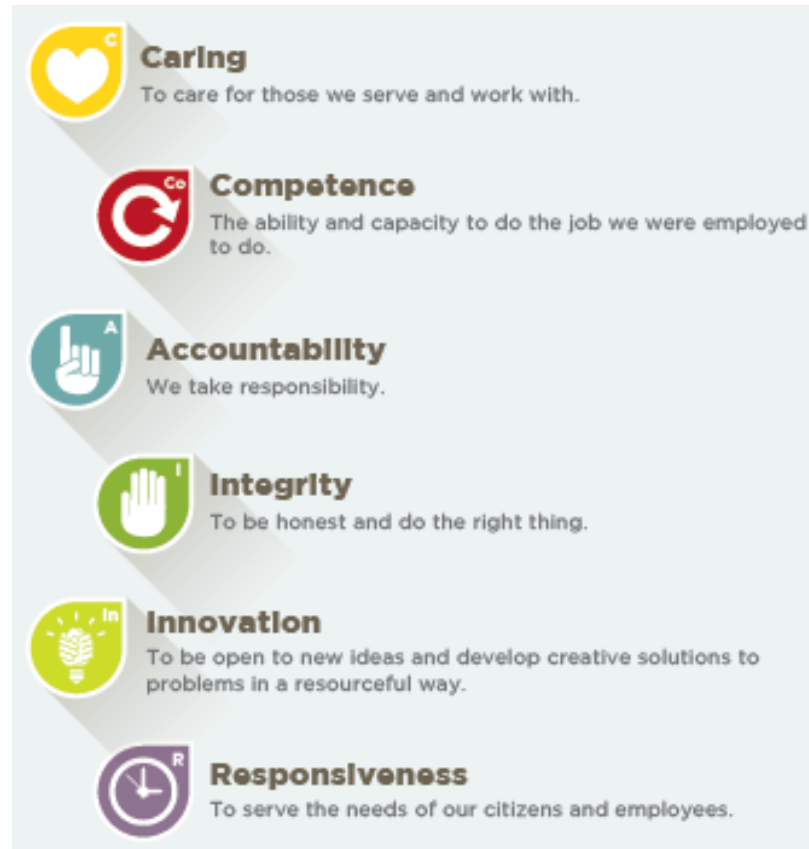 C
Caring
To care for those we serve and work with.
Co
Competence
The ability and capacity to do the job we were employed
to do.
A
Accountability
We take responsibility.
I
Integrity
To be honest and do the right thing.
In
Innovation
To be open to new ideas and develop creative solutions to
problems in a resourceful way.
R
Responsiveness
To serve the needs of our citizens and employees.